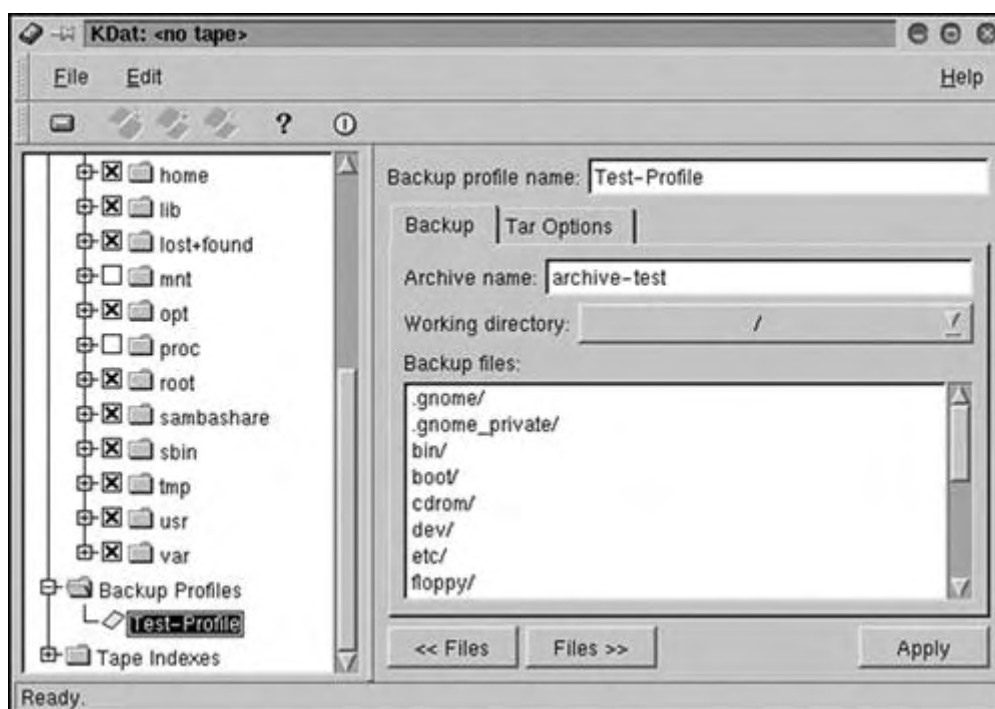 KDat: <no tape>
File Edit Help
?
home
lib
lost+found
mnt
opt
proc
root
sambashare
sbin
tmp
usr
var
Backup Profiles
Test-Profile
Tape Indexes
Backup profile name: Test-Profile
Backup Tar Options
Archive name: archive-test
Working directory: /
Backup files:
.gnome/
.gnome_private/
bin/
boot/
cdrom/
dev/
etc/
floppy/
<< Files Files >> Apply
Ready.